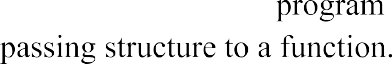 program
passing structure to a function.